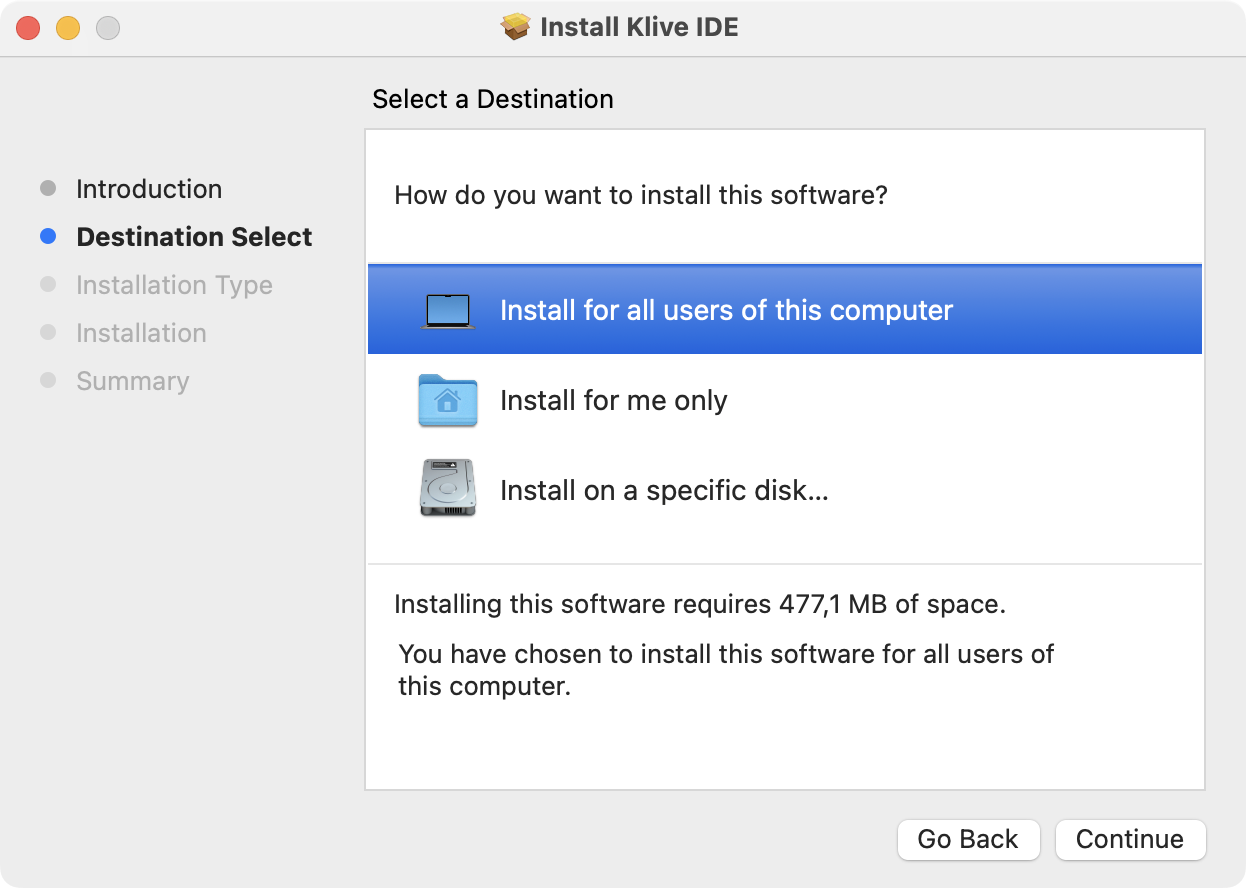 Install Klive IDE
Select a Destination
Introduction
Destination Select
Installation Type
Installation
Summary
How do you want to install this software?
Install for all users of this computer
Install for me only
Install on a specific disk...
Installing this software requires 477,1 MB of space.
You have chosen to install this software for all users of
this computer.
Go Back
Continue